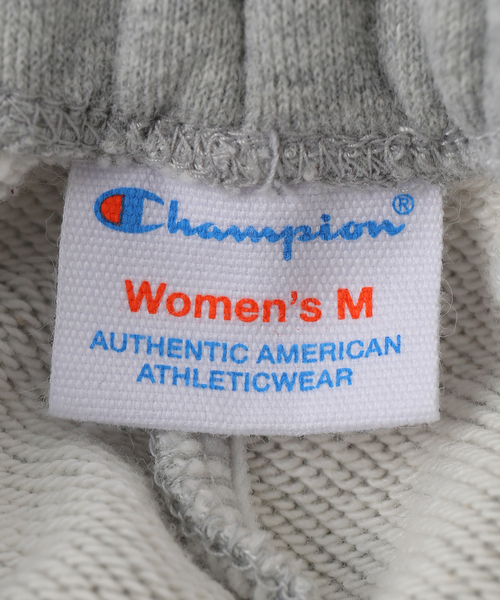 Champion®
Women's M
AUTHENTIC AMERICAN
ATHLETICWEAR